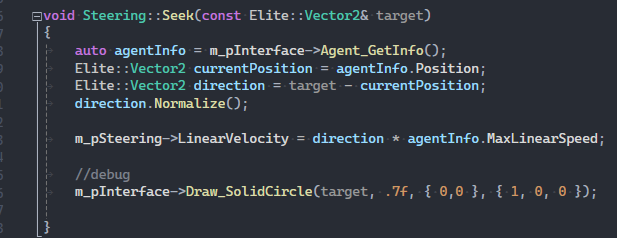 void Steering::Seek(const Elite::Vector2& target)
{
auto agentInfo = m_pInterface->Agent_GetInfo();
Elite::Vector2 currentPosition = agentInfo.Position;
Elite::Vector2 direction = target - currentPosition;
direction.Normalize();
m_pSteering->LinearVelocity = direction * agentInfo.MaxLinearSpeed;
//debug
m_pInterface->Draw_SolidCircle(target, .7f, { 0,0 }, { 1, 0, 0 });
}